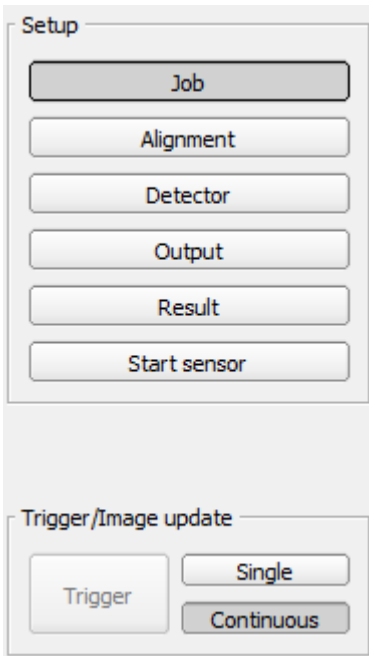 Setup
Job
Alignment
Detector
Output
Result
Start sensor
Trigger/Image update
Trigger
Single
Continuous